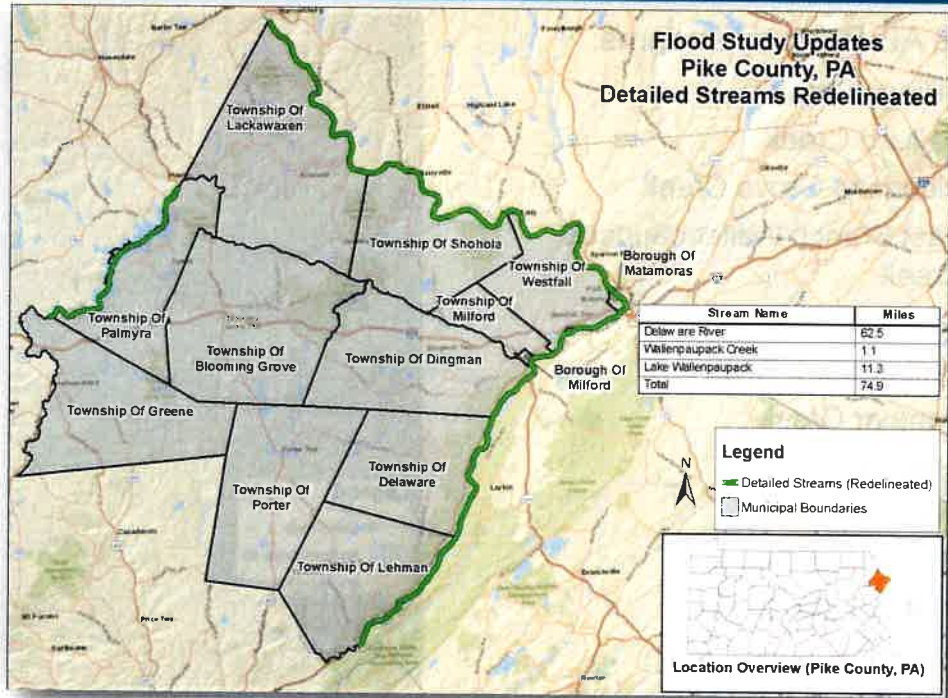 Flood Study Updates
Pike County, PA
Detailed Streams Redelineated
Township Of
Lackawaxen
Township Of Shohola
Township Of
Westfall
Borough Of
Matamoras
Township Of
Milford
Township Of
Palmyra
Township Of
Blooming Grove
Township Of Dingman
Borough Of
Milford
Township Of Greene
Township Of
Porter
Township Of
Delaware
Township Of Lehman
Stream Name Miles
Delaware River 62.5
Wallenpaupack Creek 1.1
Lake Wallenpaupack 11.3
Total 74.9
N
Legend
Detailed Streams (Redelineated)
Municipal Boundaries
Location Overview (Pike County, PA)
Highland Lake
Layton